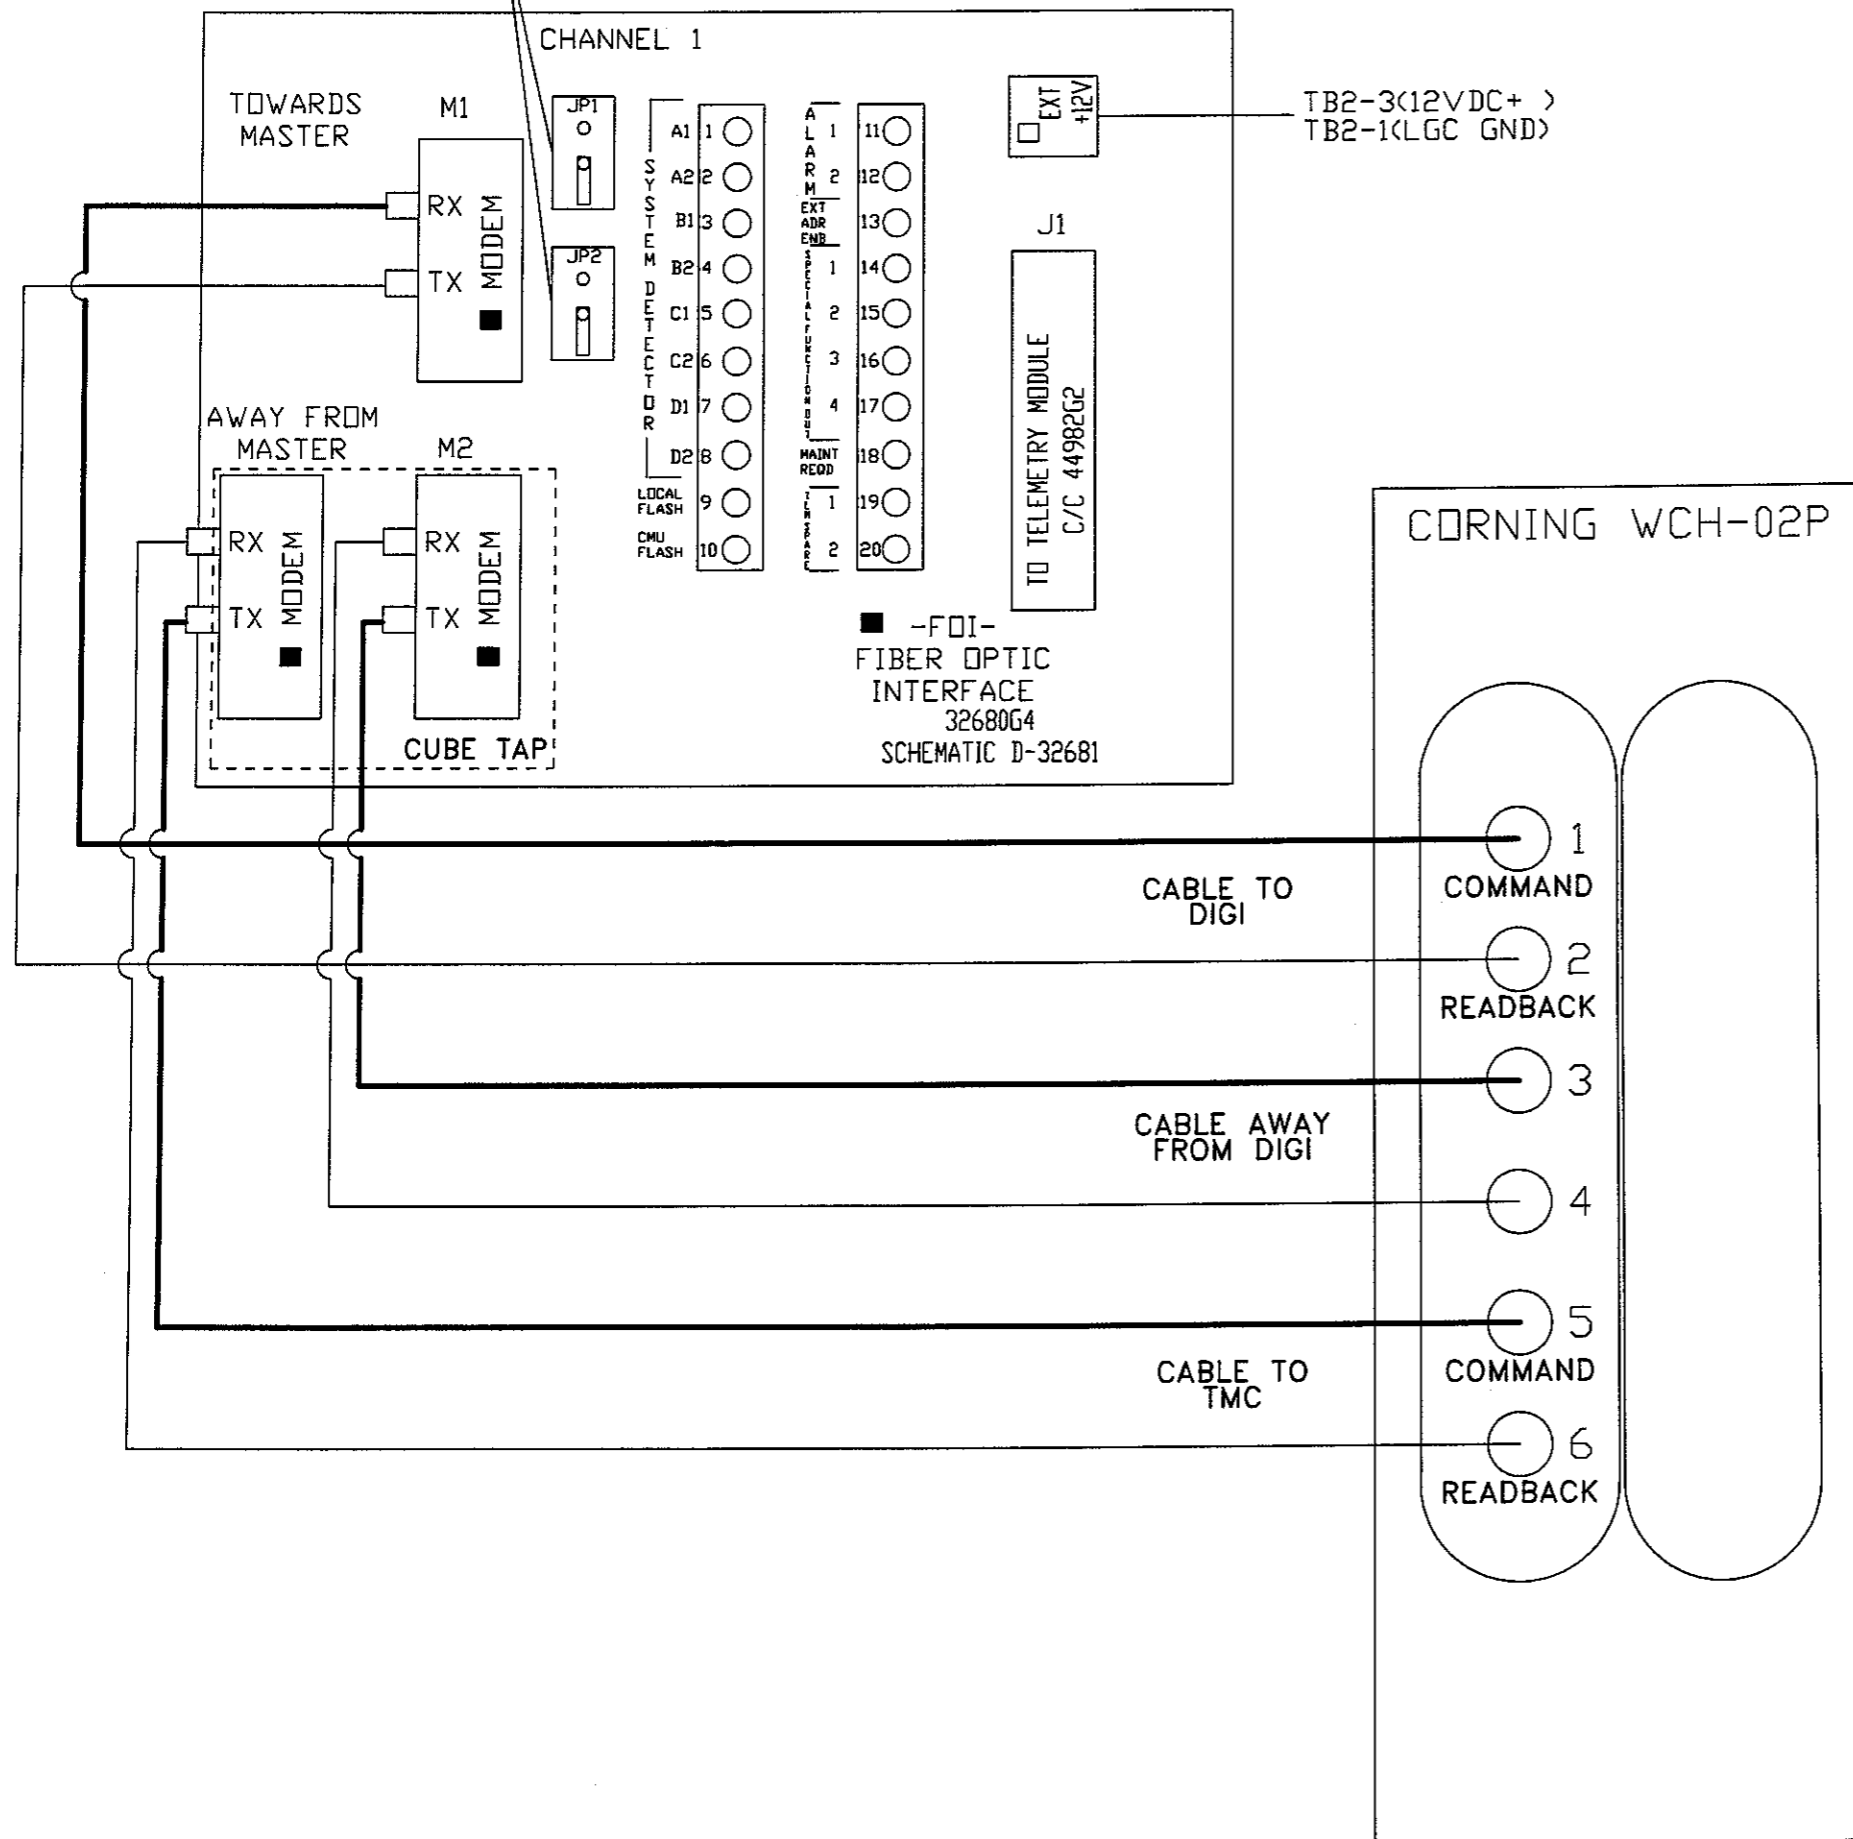 CHANNEL 1
TOWARDS
MASTER
M1
RX
TX
MODEM
JP1
JP2
SYSTEM DETECTOR
A1 1
A2 2
B1 3
B2 4
C1 5
C2 6
D1 7
D2 8
LOCAL
FLASH 9
CMU
FLASH 10
ALARM
1 11
2 12
EXT
ADR
ENB
13
SPECIAL FUNCTION OUT
1 14
2 15
3 16
4 17
MAINT
REQD
18
TLM SPARE
1 19
2 20
EXT
+12V
TB2-3(12VDC+ )
TB2-1(LGC GND)
J1
TO TELEMETRY MODULE
C/C 44982G2
AWAY FROM
MASTER
M2
RX
TX
MODEM
RX
TX
MODEM
CUBE TAP
-FOI-
FIBER OPTIC
INTERFACE
32680G4
SCHEMATIC D-32681
CORNING WCH-02P
1
COMMAND
CABLE TO
DIGI
2
READBACK
3
CABLE AWAY
FROM DIGI
4
5
COMMAND
CABLE TO
TMC
6
READBACK